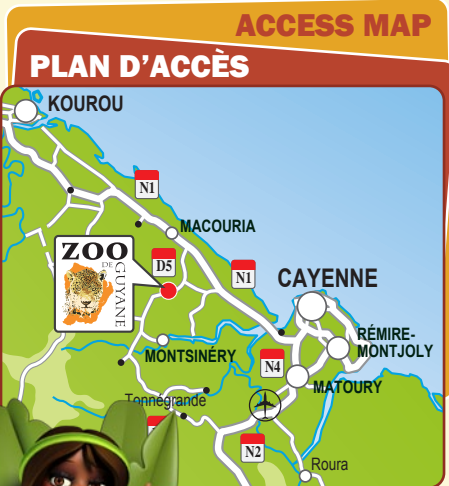 ACCESS MAP
PLAN D'ACCÈS
KOUROU
N1
MACOURIA
ZOO
DE
GUYANE
D5
N1
CAYENNE
RÉMIRE-
MONTJOLY
MONTSINÉRY
N4
MATOURY
Tonnégrande
N2
Roura